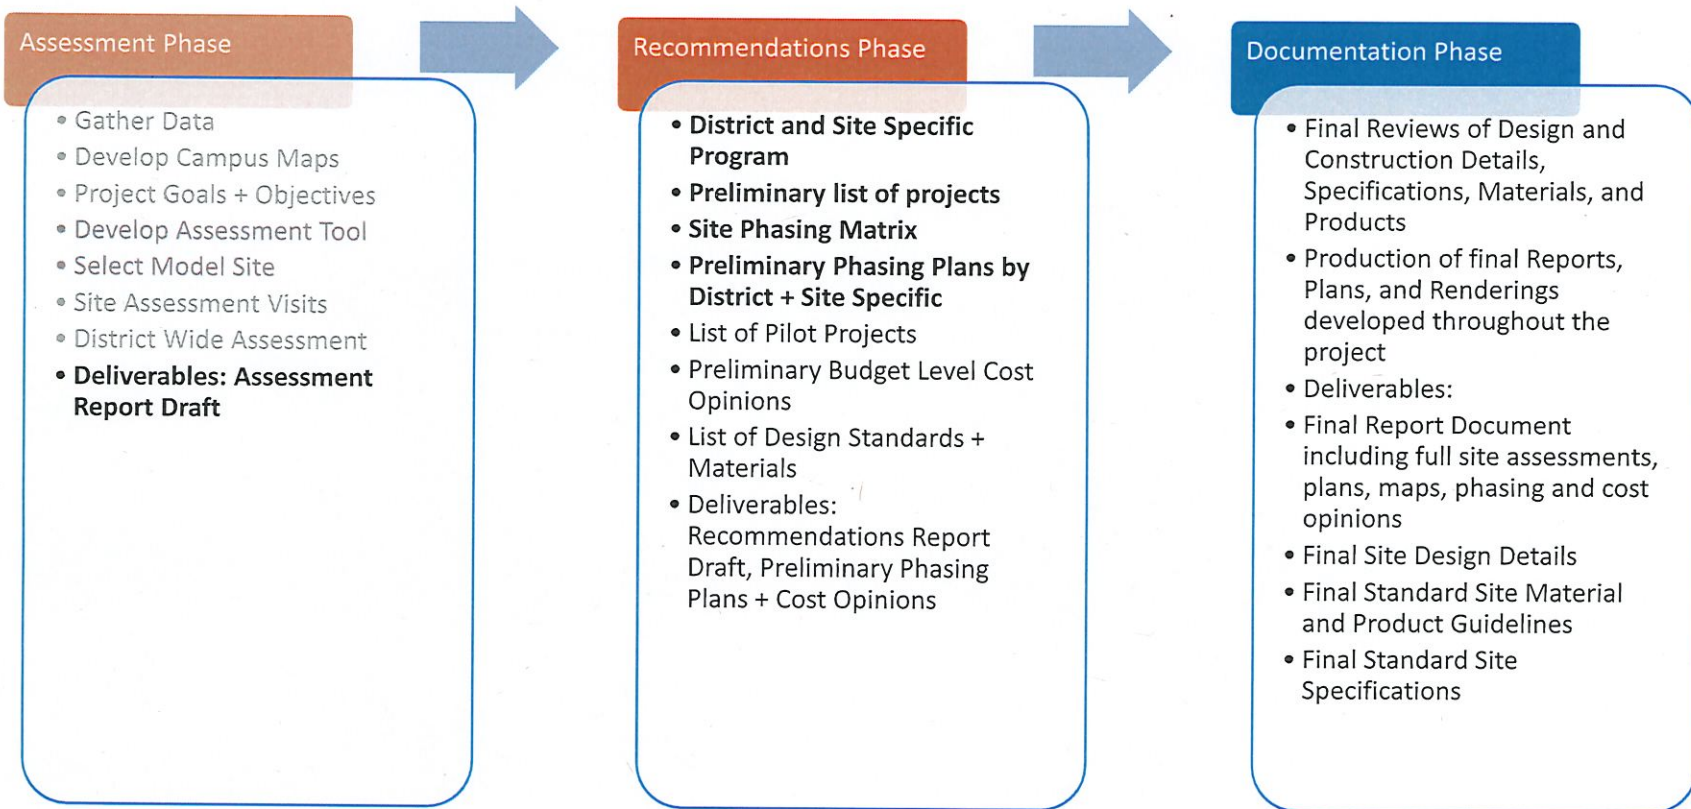 Assessment Phase
• Gather Data
• Develop Campus Maps
• Project Goals + Objectives
• Develop Assessment Tool
• Select Model Site
• Site Assessment Visits
• District Wide Assessment
• Deliverables: Assessment
Report Draft
Recommendations Phase
• District and Site Specific
Program
• Preliminary list of projects
• Site Phasing Matrix
• Preliminary Phasing Plans by
District + Site Specific
• List of Pilot Projects
• Preliminary Budget Level Cost
Opinions
• List of Design Standards +
Materials
• Deliverables:
Recommendations Report
Draft, Preliminary Phasing
Plans + Cost Opinions
Documentation Phase
• Final Reviews of Design and
Construction Details,
Specifications, Materials, and
Products
• Production of final Reports,
Plans, and Renderings
developed throughout the
project
• Deliverables:
• Final Report Document
including full site assessments,
plans, maps, phasing and cost
opinions
• Final Site Design Details
• Final Standard Site Material
and Product Guidelines
• Final Standard Site
Specifications